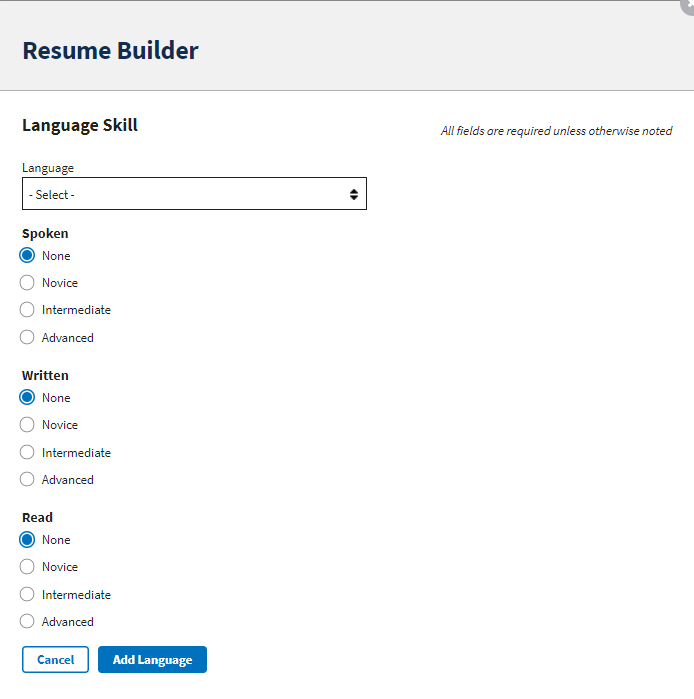 Resume Builder
Language Skill
All fields are required unless otherwise noted
Language
- Select -
Spoken
None
Novice
Intermediate
Advanced
Written
None
Novice
Intermediate
Advanced
Read
None
Novice
Intermediate
Advanced
Cancel Add Language